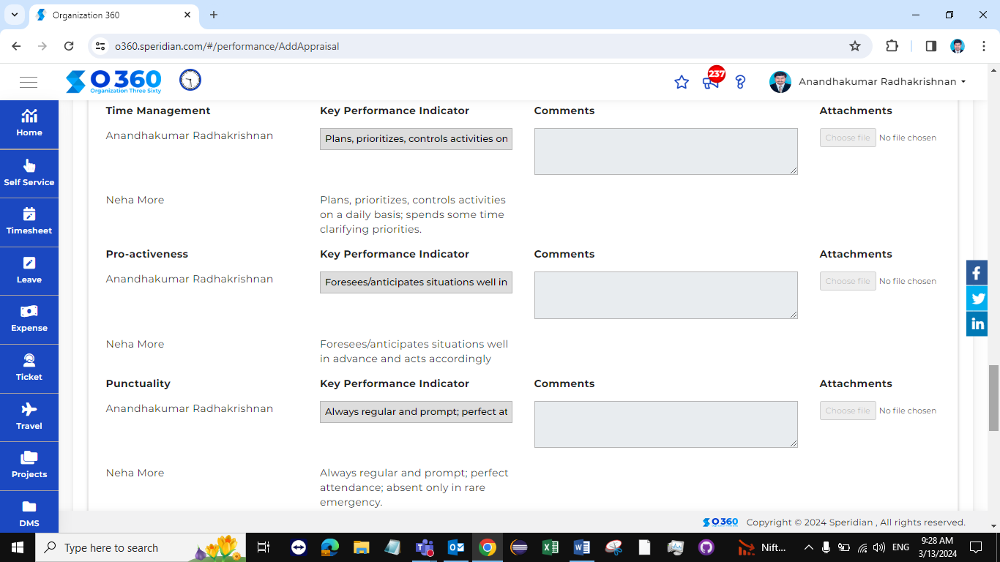 Organization 360
o360.speridian.com/#/performance/AddAppraisal
O 360
Organization Three Sixty
237
Anandhakumar Radhakrishnan
Home
Self Service
Timesheet
Leave
Expense
Ticket
Travel
Projects
DMS
Time Management Key Performance Indicator Comments Attachments
Anandhakumar Radhakrishnan Plans, prioritizes, controls activities on Choose file No file chosen
Neha More Plans, prioritizes, controls activities
on a daily basis; spends some time
clarifying priorities.
Pro-activeness Key Performance Indicator Comments Attachments
Anandhakumar Radhakrishnan Foresees/anticipates situations well in Choose file No file chosen
Neha More Foresees/anticipates situations well
in advance and acts accordingly
Punctuality Key Performance Indicator Comments Attachments
Anandhakumar Radhakrishnan Always regular and prompt; perfect at Choose file No file chosen
Neha More Always regular and prompt; perfect
attendance; absent only in rare
emergency.
O 360 Copyright © 2024 Speridian , All rights reserved.
Type here to search
Nift...
ENG
9:28 AM
3/13/2024